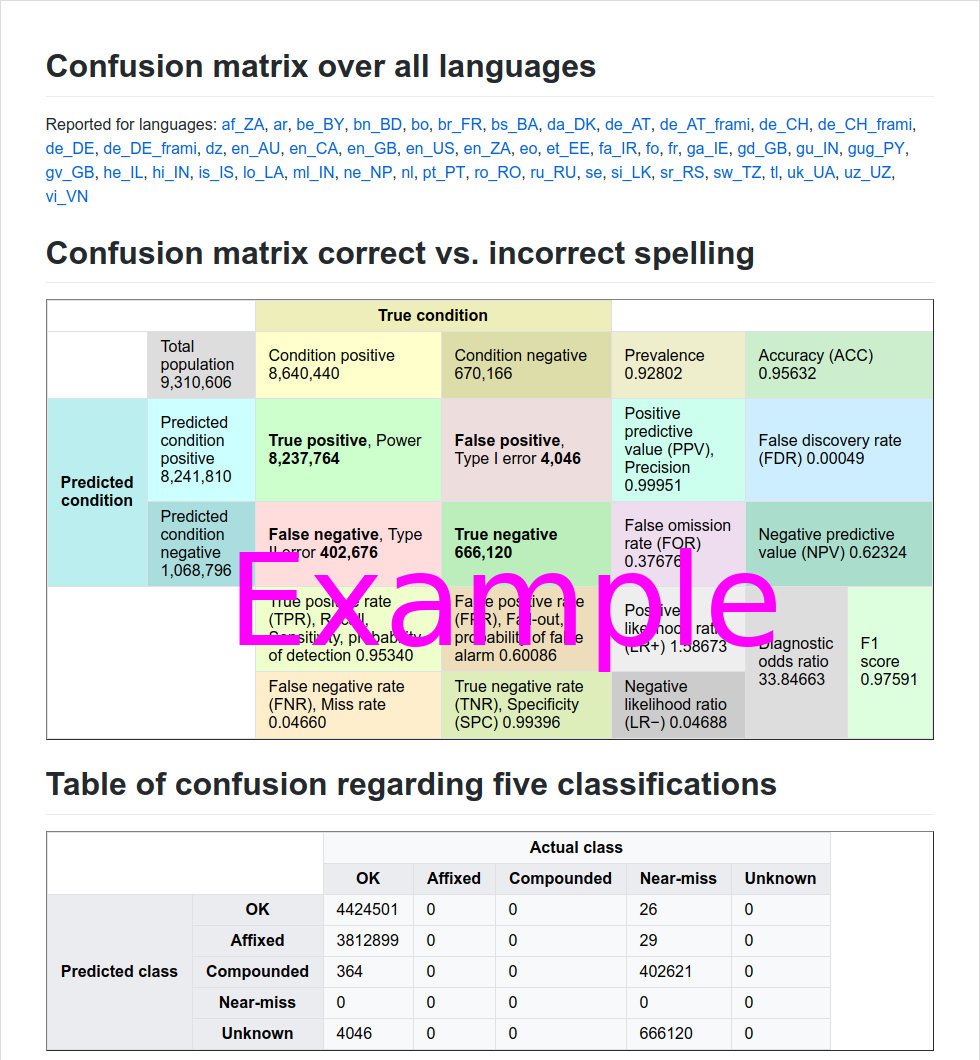 Confusion matrix over all languages
Reported for languages: af_ZA, ar, be_BY, bn_BD, bo, br_FR, bs_BA, da_DK, de_AT, de_AT_frami, de_CH, de_CH_frami,
de_DE, de_DE_frami, dz, en_AU, en_CA, en_GB, en_US, en_ZA, eo, et_EE, fa_IR, fo, fr, ga_IE, gd_GB, gu_IN, gug_PY,
gv_GB, he_IL, hi_IN, is_IS, lo_LA, ml_IN, ne_NP, nl, pt_PT, ro_RO, ru_RU, se, si_LK, sr_RS, sw_TZ, tl, uk_UA, uz_UZ,
vi_VN
Confusion matrix correct vs. incorrect spelling
True condition
Total
population
9,310,606
Condition positive
8,640,440
Condition negative
670,166
Prevalence
0.92802
Accuracy (ACC)
0.95632
Predicted
condition
Predicted
condition
positive
8,241,810
True positive, Power
8,237,764
False positive,
Type I error 4,046
Positive
predictive
value (PPV),
Precision
0.99951
False discovery rate
(FDR) 0.00049
Predicted
condition
negative
1,068,796
False negative, Type
II error 402,676
True negative
666,120
False omission
rate (FOR)
0.37676
Negative predictive
value (NPV) 0.62324
Example
True positive rate
(TPR), Recall,
Sensitivity, probability
of detection 0.95340
False positive rate
(FPR), Fall-out,
probability of false
alarm 0.60086
Positive
likelihood ratio
(LR+) 1.58673
Diagnostic
odds ratio
33.84663
F1
score
0.97591
False negative rate
(FNR), Miss rate
0.04660
True negative rate
(TNR), Specificity
(SPC) 0.99396
Negative
likelihood ratio
(LR−) 0.04688
Table of confusion regarding five classifications
Actual class
OK Affixed Compounded Near-miss Unknown
Predicted class
OK 4424501 0 0 26 0
Affixed 3812899 0 0 29 0
Compounded 364 0 0 402621 0
Near-miss 0 0 0 0 0
Unknown 4046 0 0 666120 0